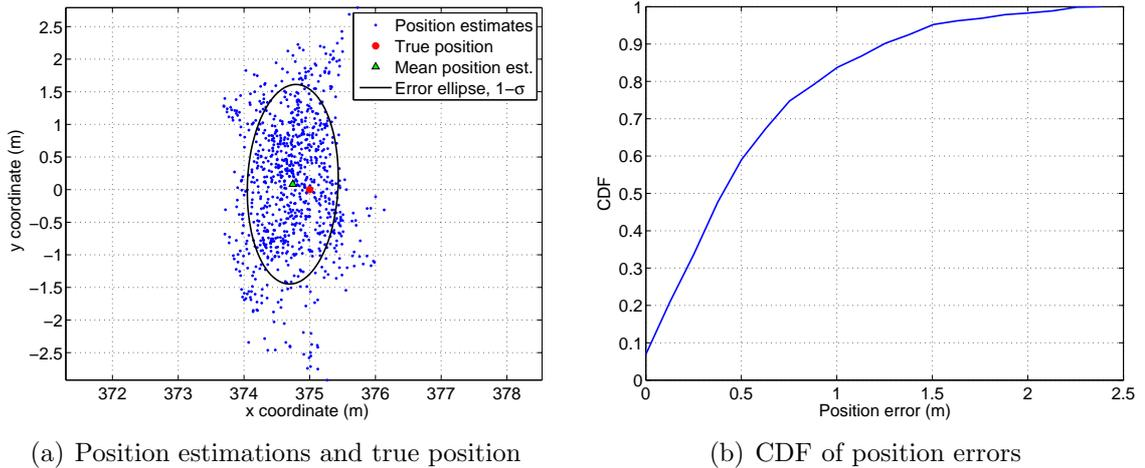 2.5
2
1.5
1
0.5
0
−0.5
−1
−1.5
−2
−2.5
y coordinate (m)
372 373 374 375 376 377 378
x coordinate (m)
Position estimates
True position
Mean position est.
Error ellipse, 1−σ
(a) Position estimations and true position
1
0.9
0.8
0.7
0.6
0.5
0.4
0.3
0.2
0.1
0
CDF
0 0.5 1 1.5 2 2.5
Position error (m)
(b) CDF of position errors